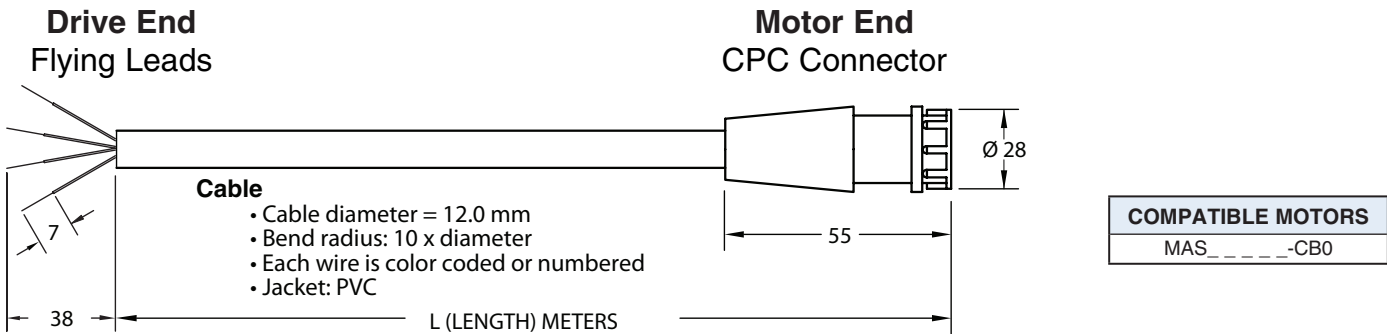 Drive End
Flying Leads
Motor End
CPC Connector
Ø 28
Cable
• Cable diameter = 12.0 mm
• Bend radius: 10 x diameter
• Each wire is color coded or numbered
• Jacket: PVC
7
55
38
L (LENGTH) METERS
COMPATIBLE MOTORS
MAS_ _ _ _ _-CB0